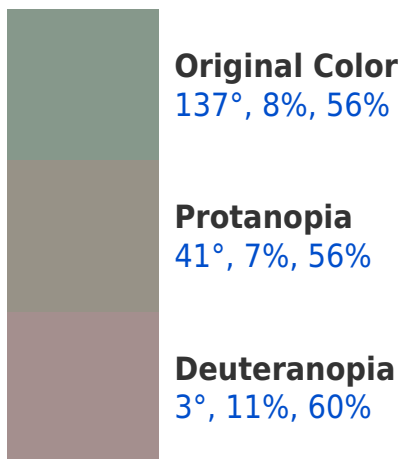 Original Color
137°, 8%, 56%
Protanopia
41°, 7%, 56%
Deuteranopia
3°, 11%, 60%